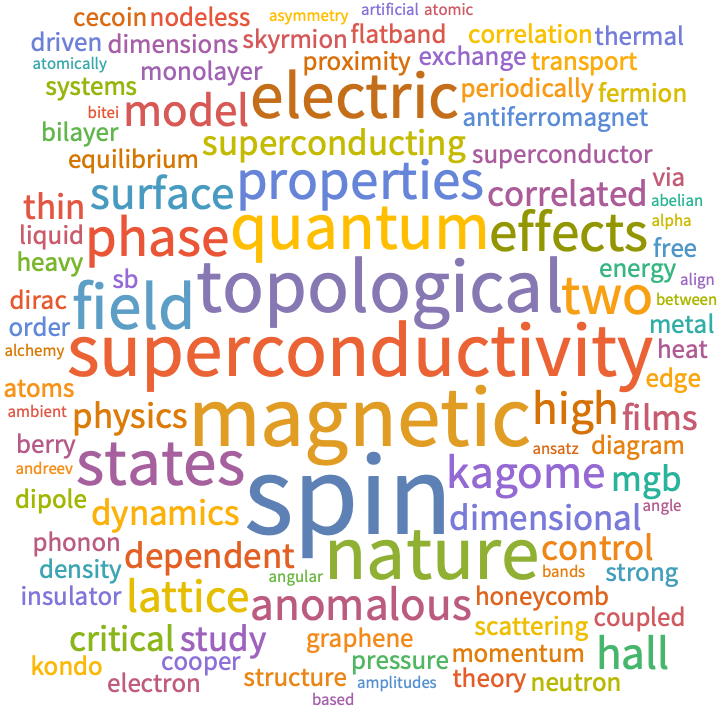 cecoin nodeless asymmetry artificial atomic
driven dimensions skyrmion flatband correlation thermal
atomically monolayer proximity exchange transport
systems model electric periodically fermion
bitei antiferromagnet
bilayer superconducting
equilibrium properties superconductor
thin surface correlated via
abelian
liquid phase quantum effects alpha
heavy free
sb topological energy align
dirac field two between
order metal
alchemy superconductivity heat
atoms edge
ambient physics magnetic high films
berry states ansatz diagram
andreev kagome mgb
dipole dynamics spin dimensional angle
phonon dependent nature control
density angular bands strong
insulator lattice anomalous honeycomb
critical study graphene scattering coupled
kondo cooper pressure momentum hall
electron structure amplitudes theory neutron
based